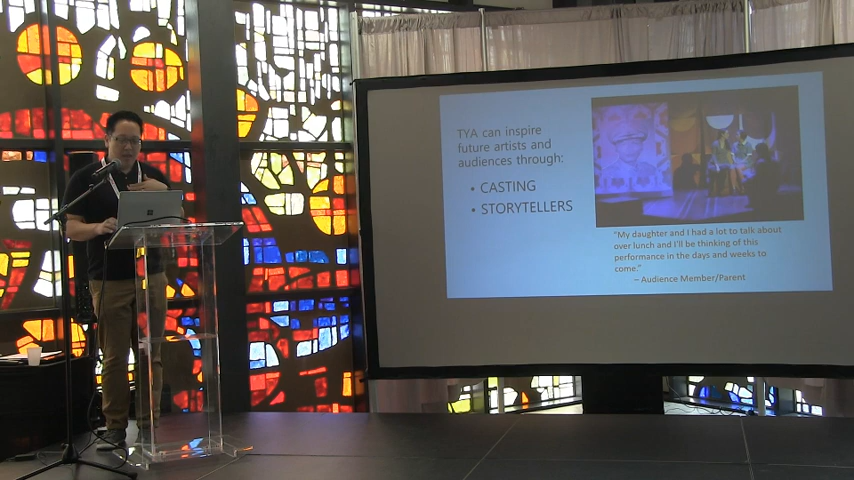 TYA can inspire
future artists and
audiences through:
• CASTING
• STORYTELLERS
"My daughter and I had a lot to talk about
over lunch and I'll be thinking of this
performance in the days and weeks to
come."
– Audience Member/Parent